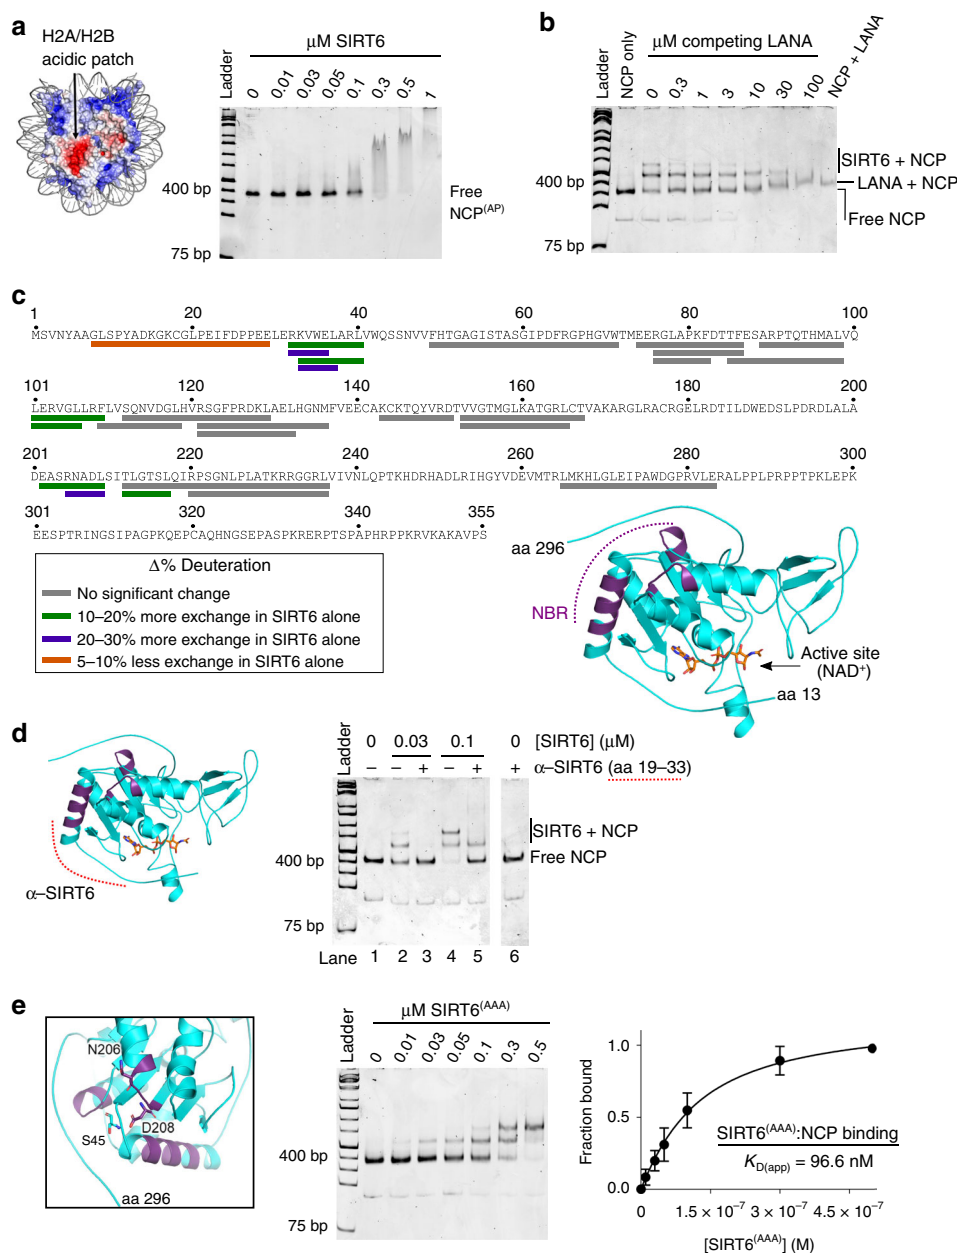 a
H2A/H2B
acidic patch
μM SIRT6
Ladder
0 0.01 0.03 0.05 0.1 0.3 0.5 1
400 bp
75 bp
Free
NCP(AP)
b
μM competing LANA
Ladder
NCP only
0 0.3 1 3 10 30 100
NCP + LANA
400 bp
75 bp
SIRT6 + NCP
LANA + NCP
Free NCP
c
1 20 40 60 80 100
MSVNYAAGLSPYADKGKCGLPEIFDPPEELERKVWELARLVWQSSNVVFHTGAGISTASGIPDFRGPHGVWTMEERGLAPKFDTTFESARPTQTHMALVQ
101 120 140 160 180 200
LERVGLLRFLVSQNVDGLHVRSGFPRDKLAELHGNMFVEECAKCKTQYVRDTVVGTMGLKATGRLCTVAKARGLRACRGELRDTILDWEDSLPDRDLALA
201 220 240 260 280 300
DEASRNADLSITLGTSLQIRPSGNLPLATKRRGGRLVIVNLQPTKHDRHADLRIHGYVDEVMTRLMKHLGLEIPAWDGPRVLERALPPLPRPPTPKLEPK
301 320 340 355
EESPTRINGSIPAGPKQEPCAQHNGSEPASPKRERPTSPAPHRPPKRVKAKAVPS
Δ% Deuteration
No significant change
10–20% more exchange in SIRT6 alone
20–30% more exchange in SIRT6 alone
5–10% less exchange in SIRT6 alone
aa 296
NBR
Active site
(NAD+)
aa 13
d
α–SIRT6
Ladder
0 0.03 0.1 0 [SIRT6] (μM)
– – + – + + α–SIRT6 (aa 19–33)
SIRT6 + NCP
Free NCP
400 bp
75 bp
Lane 1 2 3 4 5 6
e
N206
S45
D208
aa 296
μM SIRT6(AAA)
Ladder
0 0.01 0.03 0.05 0.1 0.3 0.5
400 bp
75 bp
Fraction bound
1.0
0.5
0
SIRT6(AAA):NCP binding
KD(app) = 96.6 nM
0 1.5 × 10-7 3 × 10-7 4.5 × 10-7
[SIRT6(AAA)] (M)